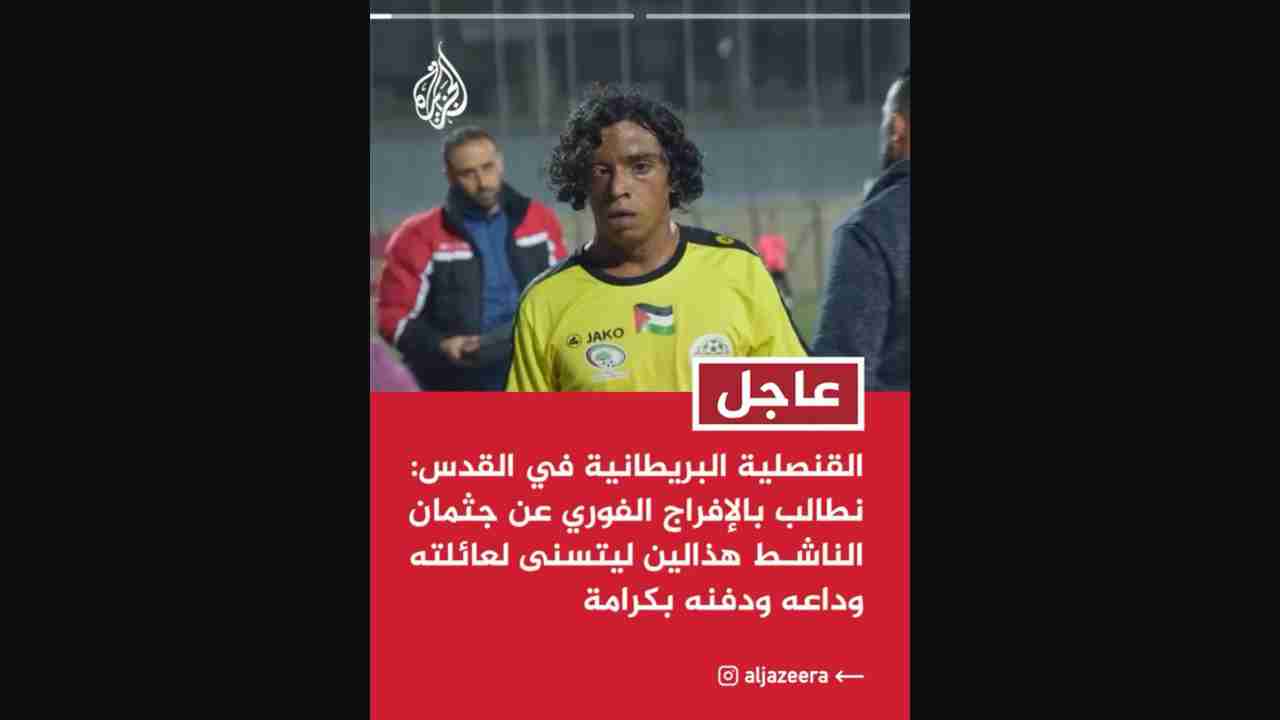 الجزيرة
JAKO
عاجل
القنصلية البريطانية في القدس:
نطالب بالإفراج الفوري عن جثمان
الناشط هذالين ليتسنى لعائلته
وداعه ودفنه بكرامة
aljazeera